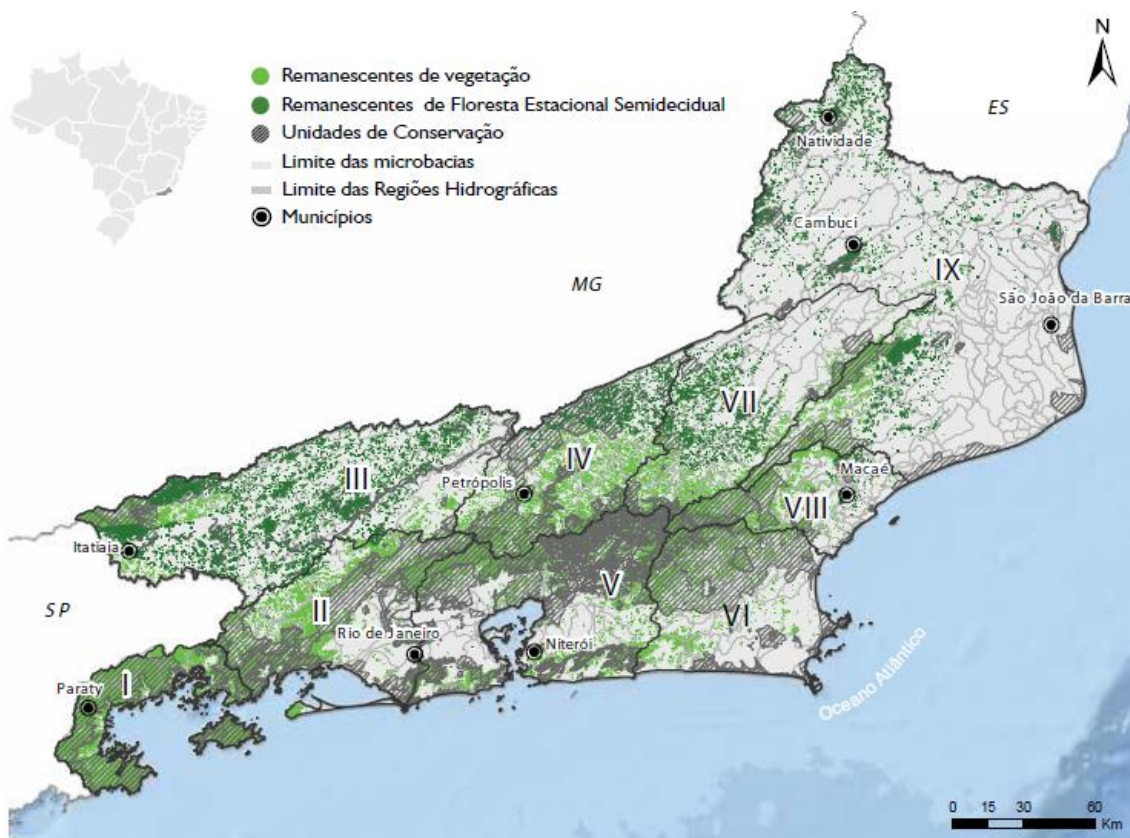 N
Remanescentes de vegetação
Remanescentes de Floresta Estacional Semidecidual
Unidades de Conservação
Limite das microbacias
Limite das Regiões Hidrográficas
Municípios
ES
Natividade
Cambuci
IX
MG
São João da Barra
VII
IV
III
Petrópolis
Macaé
VIII
Itatiaia
V
SP
II
VI
Rio de Janeiro
Niterói
I
Paraty
Oceano Atlântico
0 15 30 60
Km